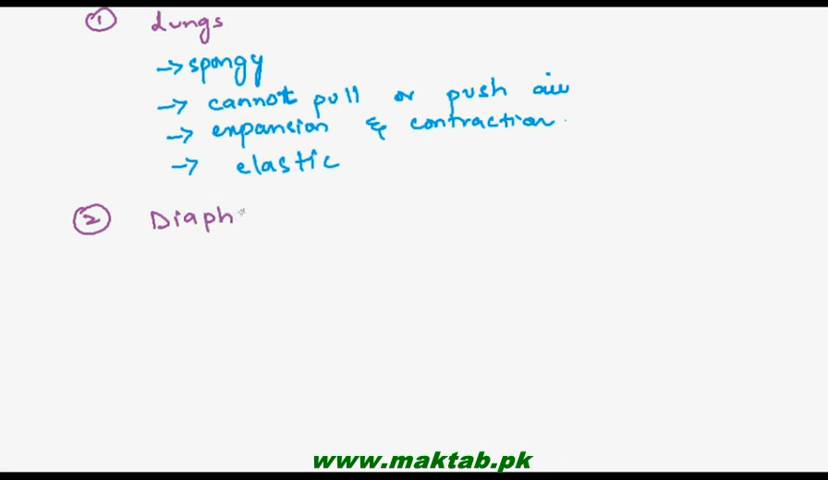 ① Lungs
→ spongy
→ cannot pull or push air
→ expansion & contraction.
→ elastic
② Diaph
www.maktab.pk